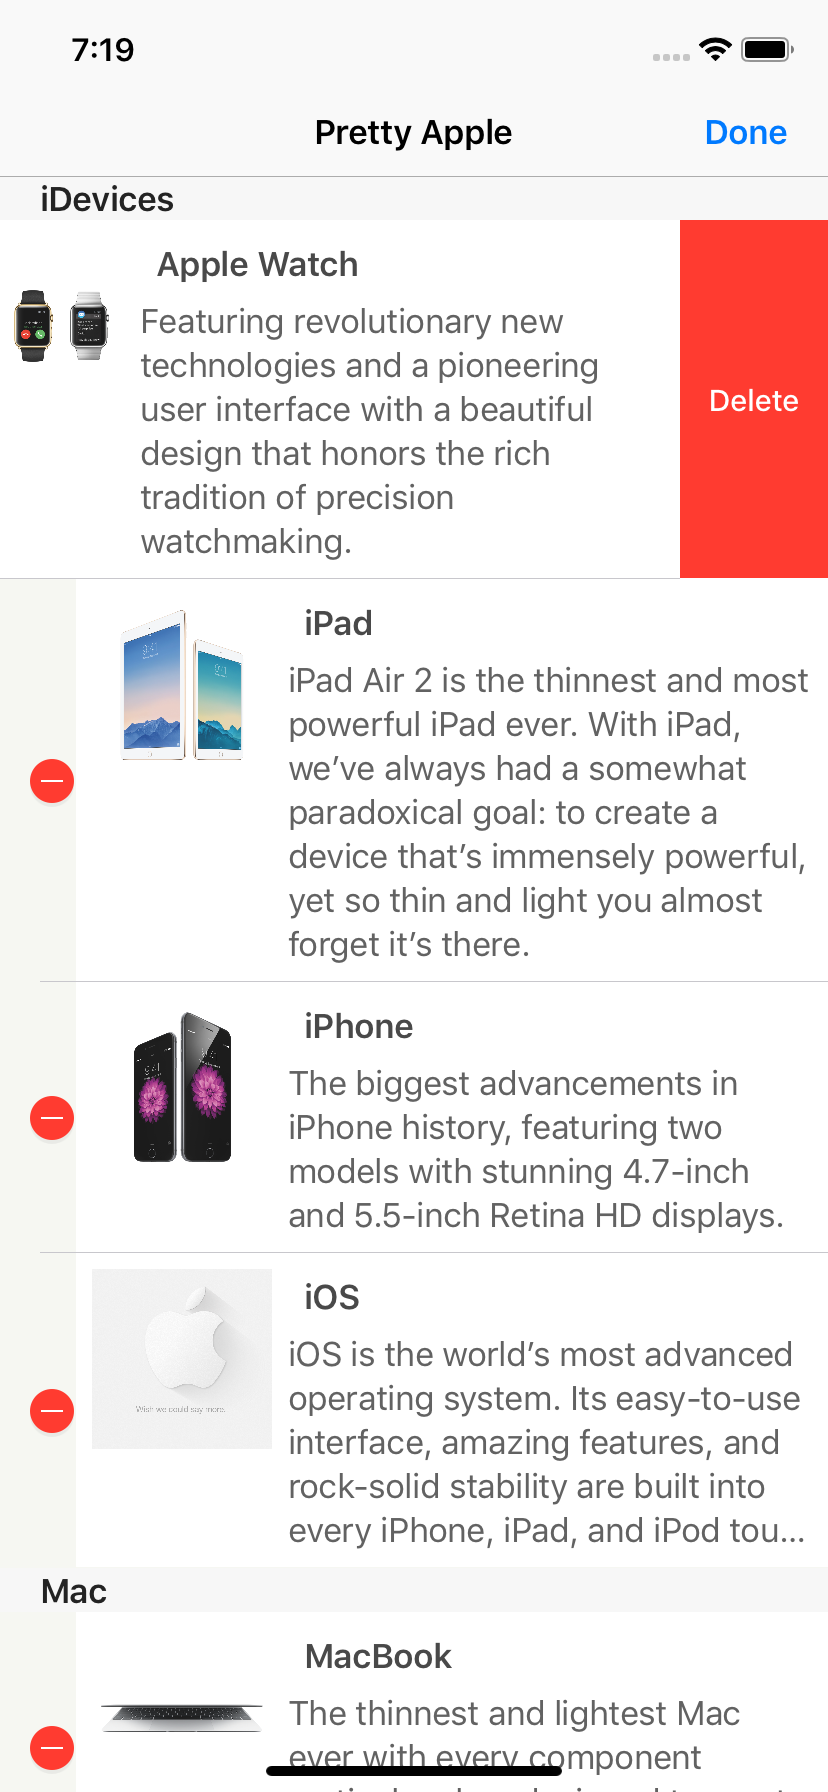 7:19
Pretty Apple
Done
iDevices
Apple Watch
Featuring revolutionary new
technologies and a pioneering
user interface with a beautiful
design that honors the rich
tradition of precision
watchmaking.
Delete
iPad
iPad Air 2 is the thinnest and most
powerful iPad ever. With iPad,
we’ve always had a somewhat
paradoxical goal: to create a
device that’s immensely powerful,
yet so thin and light you almost
forget it’s there.
iPhone
The biggest advancements in
iPhone history, featuring two
models with stunning 4.7-inch
and 5.5-inch Retina HD displays.
iOS
Wish we could say more.
iOS is the world’s most advanced
operating system. Its easy-to-use
interface, amazing features, and
rock-solid stability are built into
every iPhone, iPad, and iPod tou...
Mac
MacBook
The thinnest and lightest Mac
ever with every component